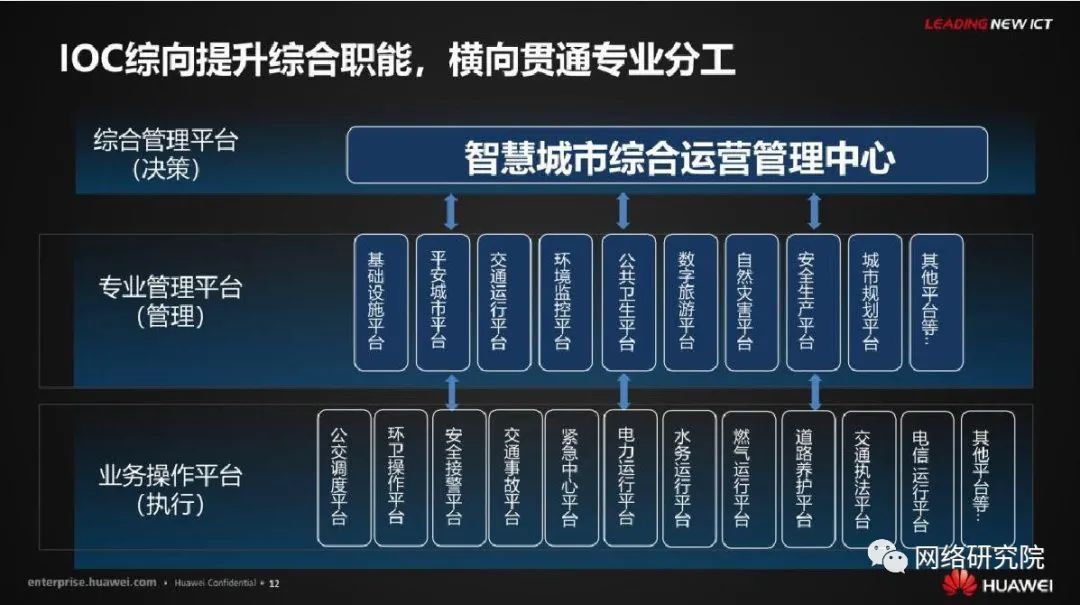 LEADING NEW ICT
IOC综向提升综合职能，横向贯通专业分工
综合管理平台
(决策)
智慧城市综合运营管理中心
专业管理平台
(管理)
基础设施平台
平安城市平台
交通运行平台
环境监控平台
公共卫生平台
数字旅游平台
自然灾害平台
安全生产平台
城市规划平台
其他平台等…
业务操作平台
(执行)
公交调度平台
环卫操作平台
安全接警平台
交通事故平台
紧急中心平台
电力运行平台
水务运行平台
燃气运行平台
道路养护平台
交通执法平台
电信运行平台
其他平台等…
网络研究院
enterprise.huawei.com • Huawei Confidential • 12
HUAWEI